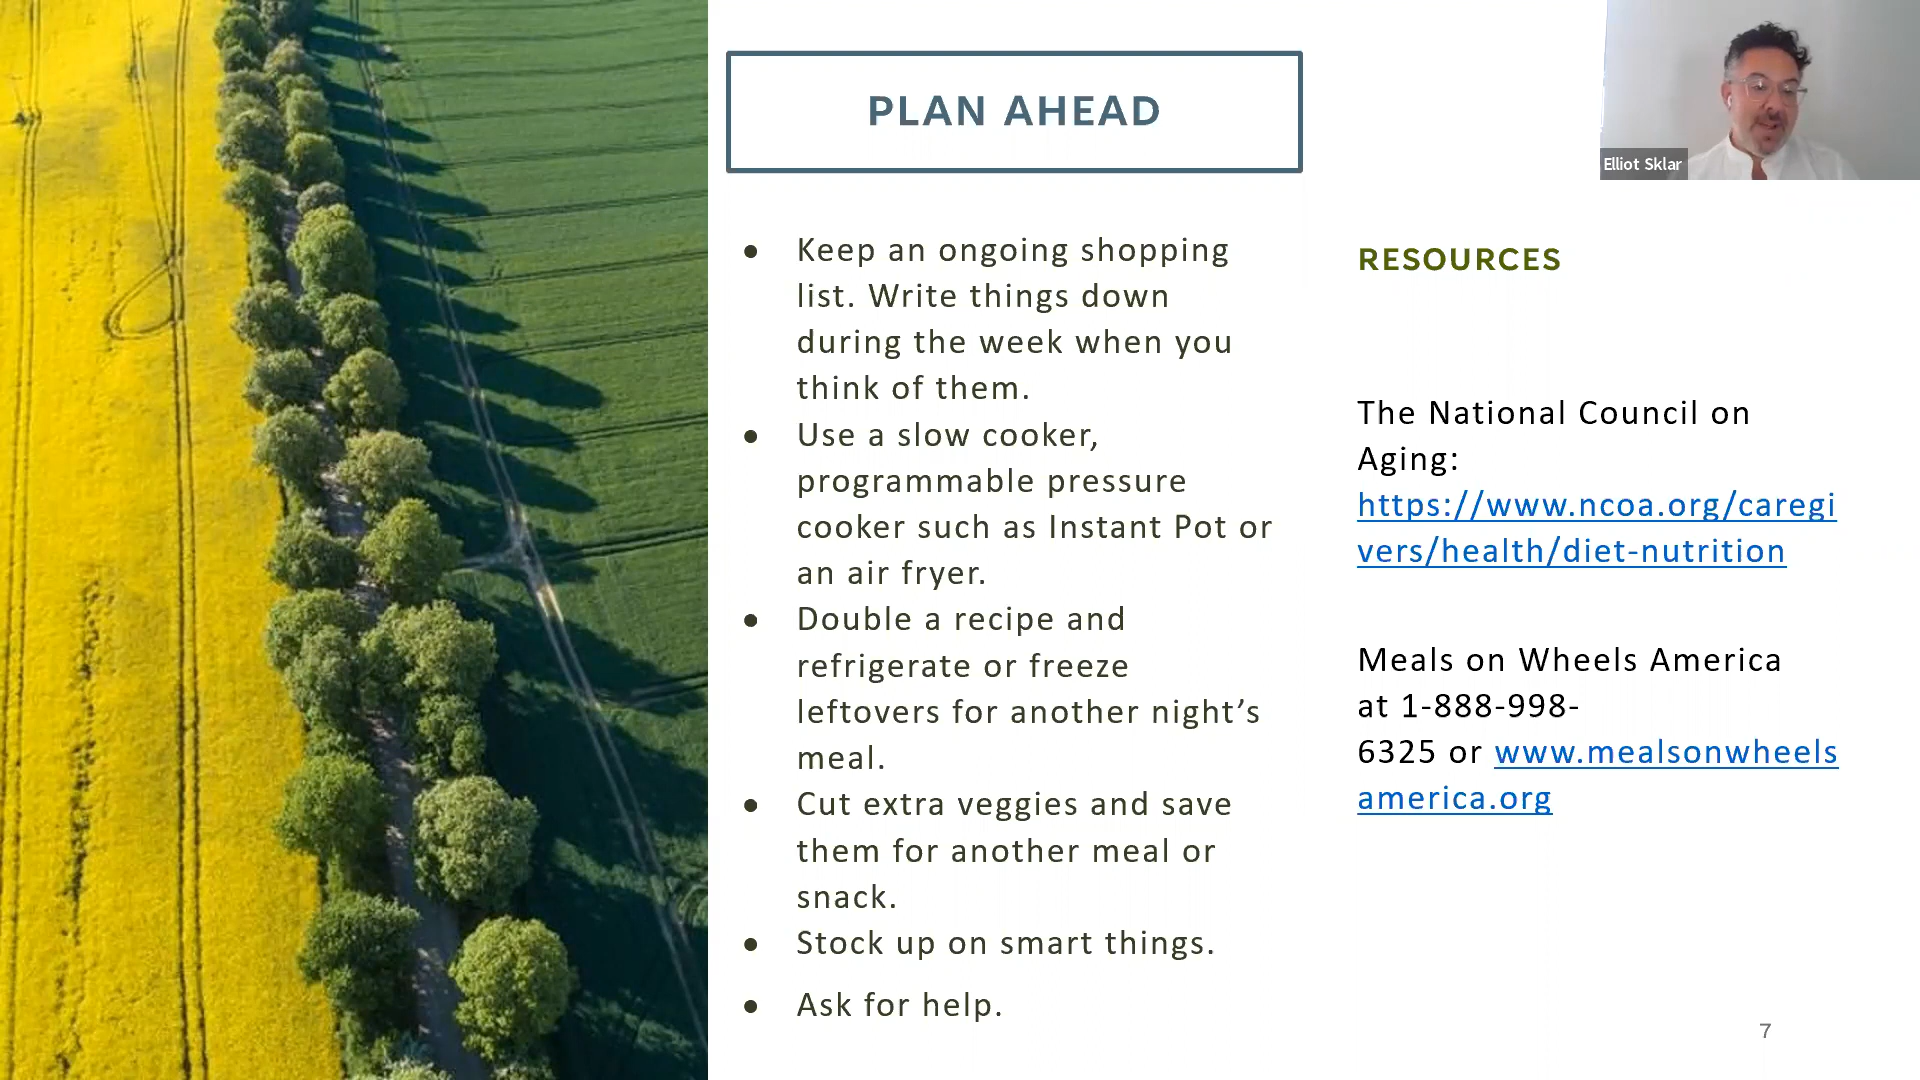 PLAN AHEAD
Elliot Sklar
• Keep an ongoing shopping
list. Write things down
during the week when you
think of them.
• Use a slow cooker,
programmable pressure
cooker such as Instant Pot or
an air fryer.
• Double a recipe and
refrigerate or freeze
leftovers for another night’s
meal.
• Cut extra veggies and save
them for another meal or
snack.
• Stock up on smart things.
• Ask for help.
RESOURCES
The National Council on
Aging:
https://www.ncoa.org/caregi
vers/health/diet-nutrition
Meals on Wheels America
at 1-888-998-
6325 or www.mealsonwheels
america.org
7